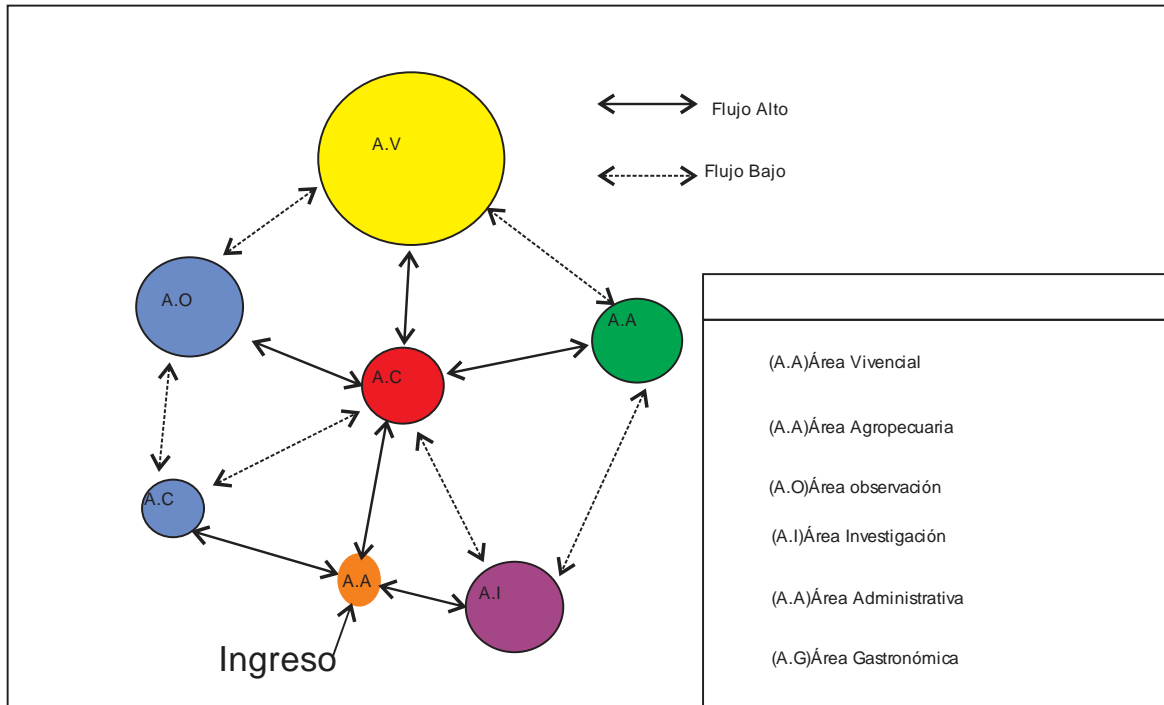 A.V
Flujo Alto
Flujo Bajo
A.O
A.A
A.C
A.C
A.A
A.I
Ingreso
(A.A)Área Vivencial
(A.A)Área Agropecuaria
(A.O)Área observación
(A.I)Área Investigación
(A.A)Área Administrativa
(A.G)Área Gastronómica